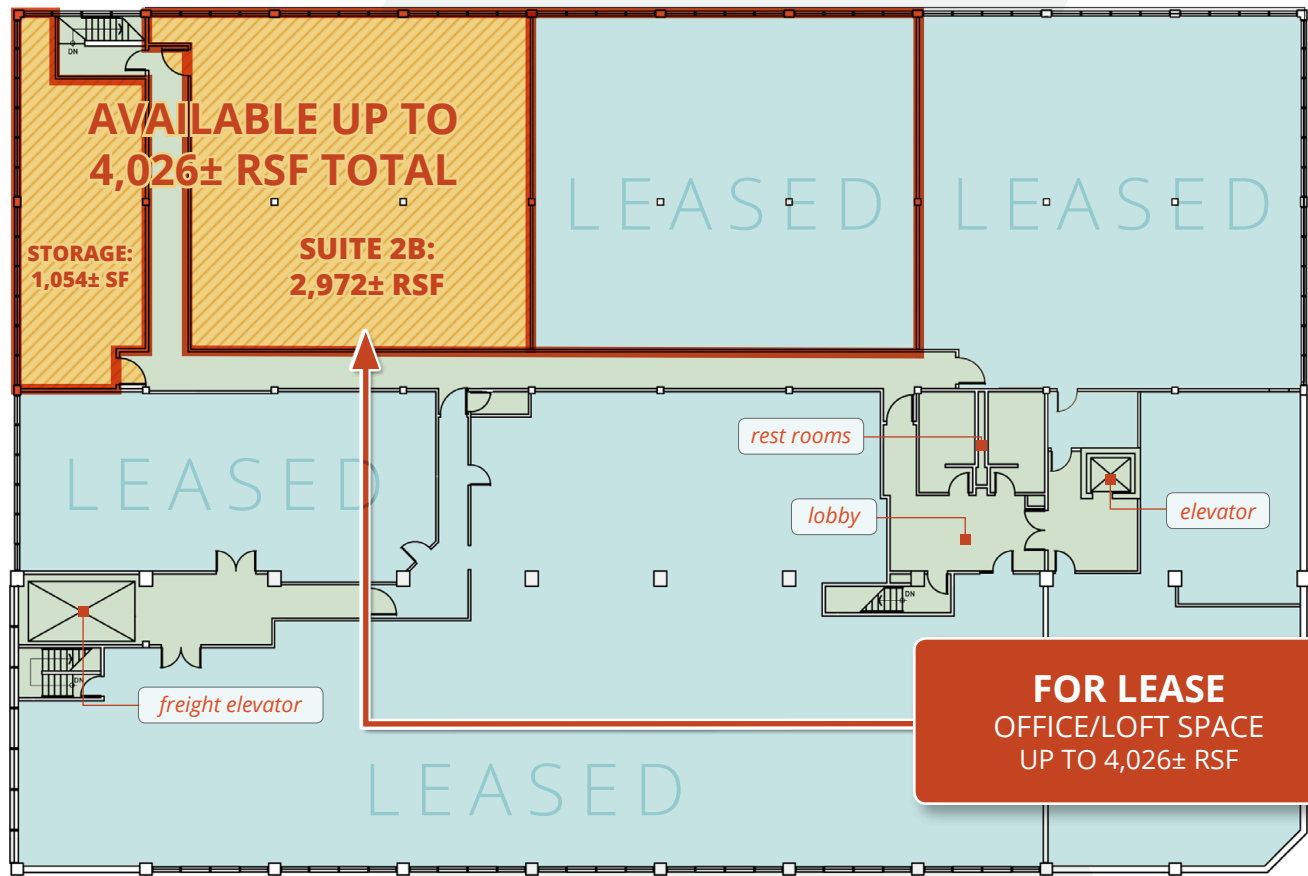 DN
AVAILABLE UP TO
4,026± RSF TOTAL
LEASED
LEASED
STORAGE:
1,054± SF
SUITE 2B:
2,972± RSF
rest rooms
LEASED
lobby
elevator
DN
freight elevator
DN
FOR LEASE
OFFICE/LOFT SPACE
UP TO 4,026± RSF
LEASED